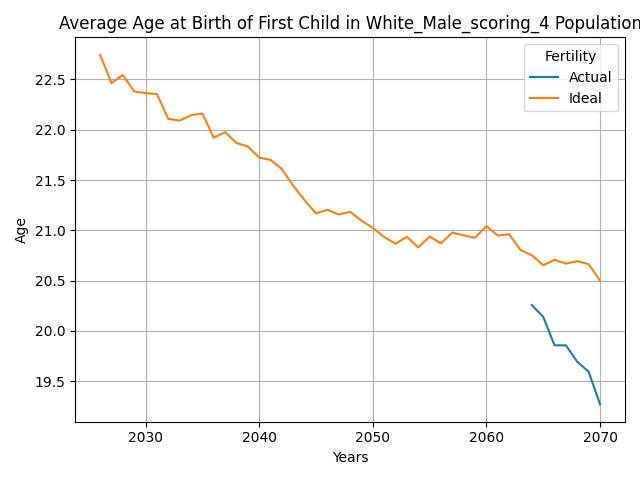 Average Age at Birth of First Child in White_Male_scoring_4 Population
Fertility
Actual
Ideal
Age
22.5
22.0
21.5
21.0
20.5
20.0
19.5
2030 2040 2050 2060 2070
Years